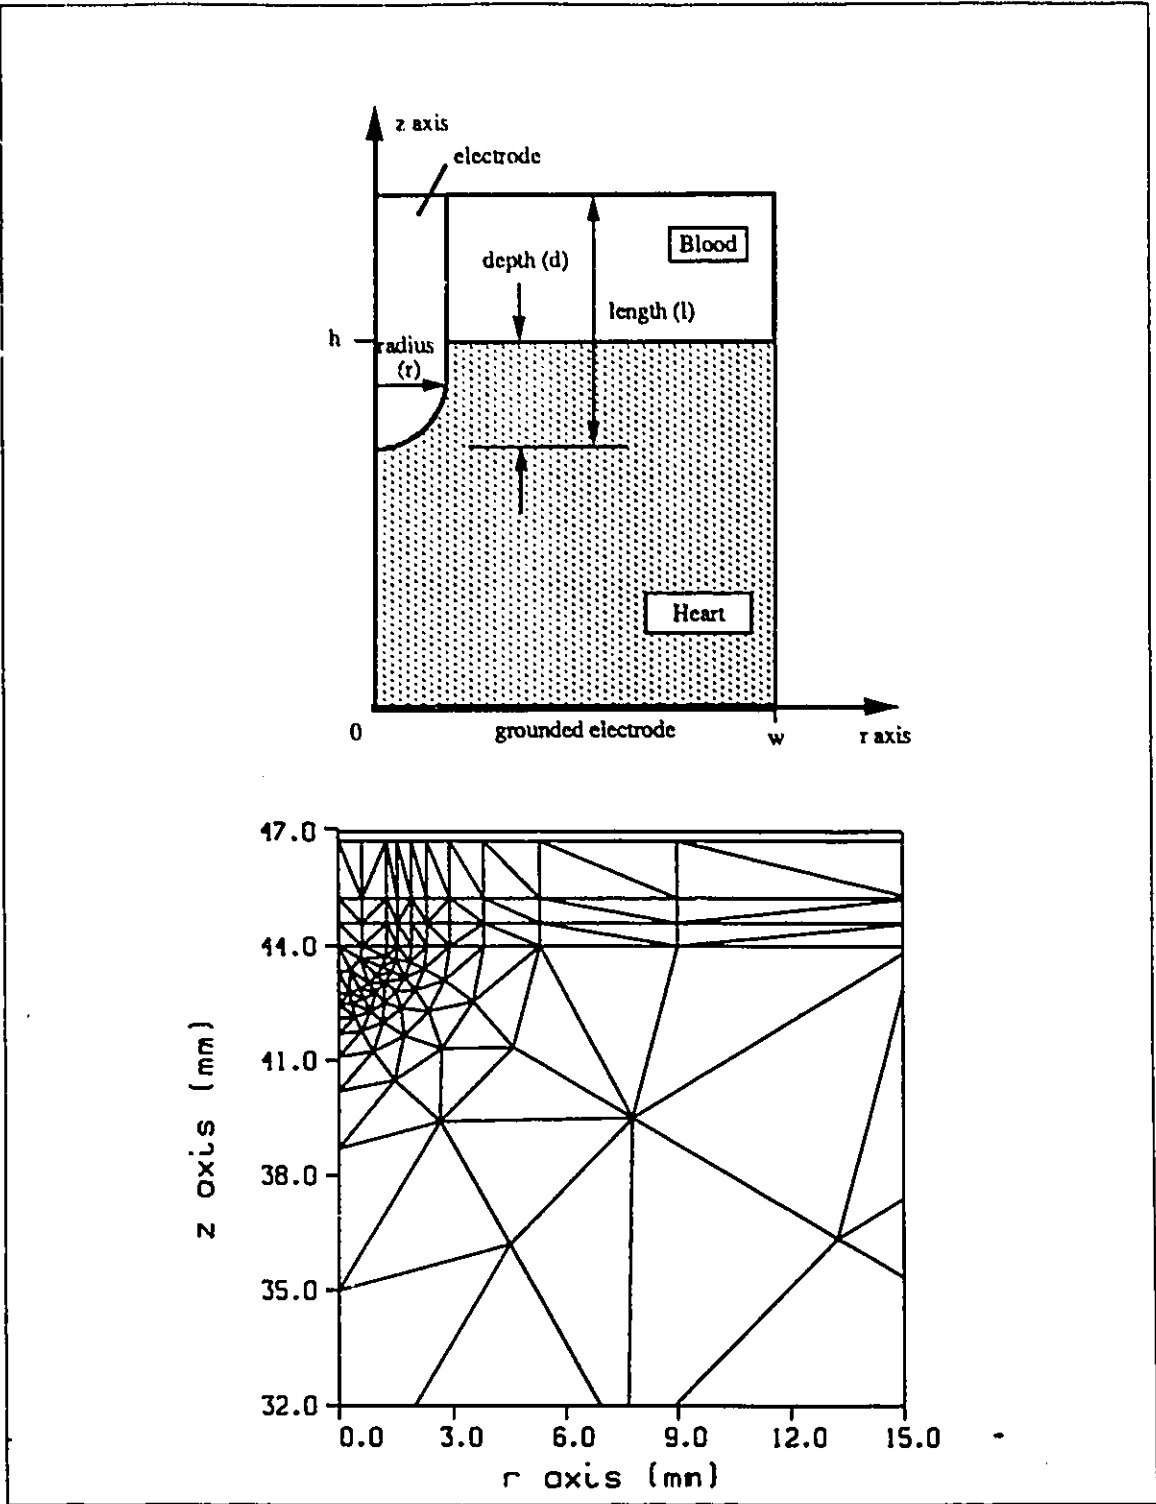 z axis
electrode
Blood
depth (d)
length (l)
h
radius
(r)
Heart
0
grounded electrode
w
r axis
47.0
44.0
41.0
38.0
35.0
32.0
z axis (mm)
0.0 3.0 6.0 9.0 12.0 15.0
r axis (mm)